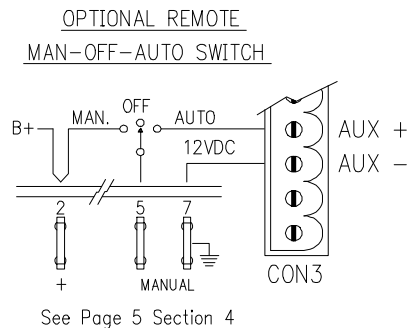 OPTIONAL REMOTE
MAN-OFF-AUTO SWITCH
OFF
B+ MAN. AUTO AUX +
12VDC AUX -
2 5 7
+ MANUAL CON3
See Page 5 Section 4